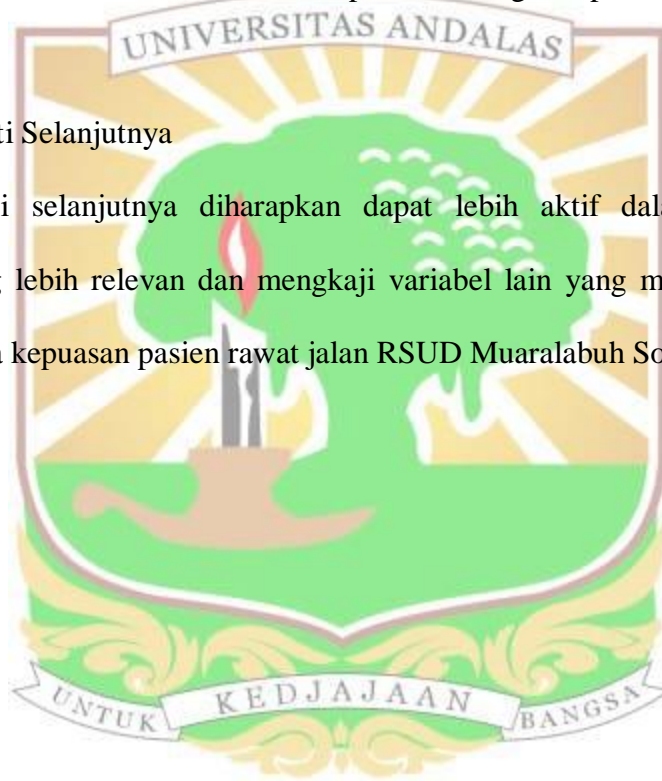 UNIVERSITAS ANDALAS
ti Selanjutnya
i selanjutnya diharapkan dapat lebih aktif dala
g lebih relevan dan mengkaji variabel lain yang m
a kepuasan pasien rawat jalan RSUD Muaralabuh So
UNTUK KEDJAJAAN BANGSA